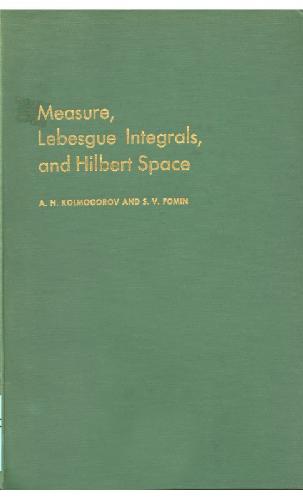 Measure,
Lebesgue Integrals,
and Hilbert Space
A. N. KOLMOGOROV AND S. V. FOMIN